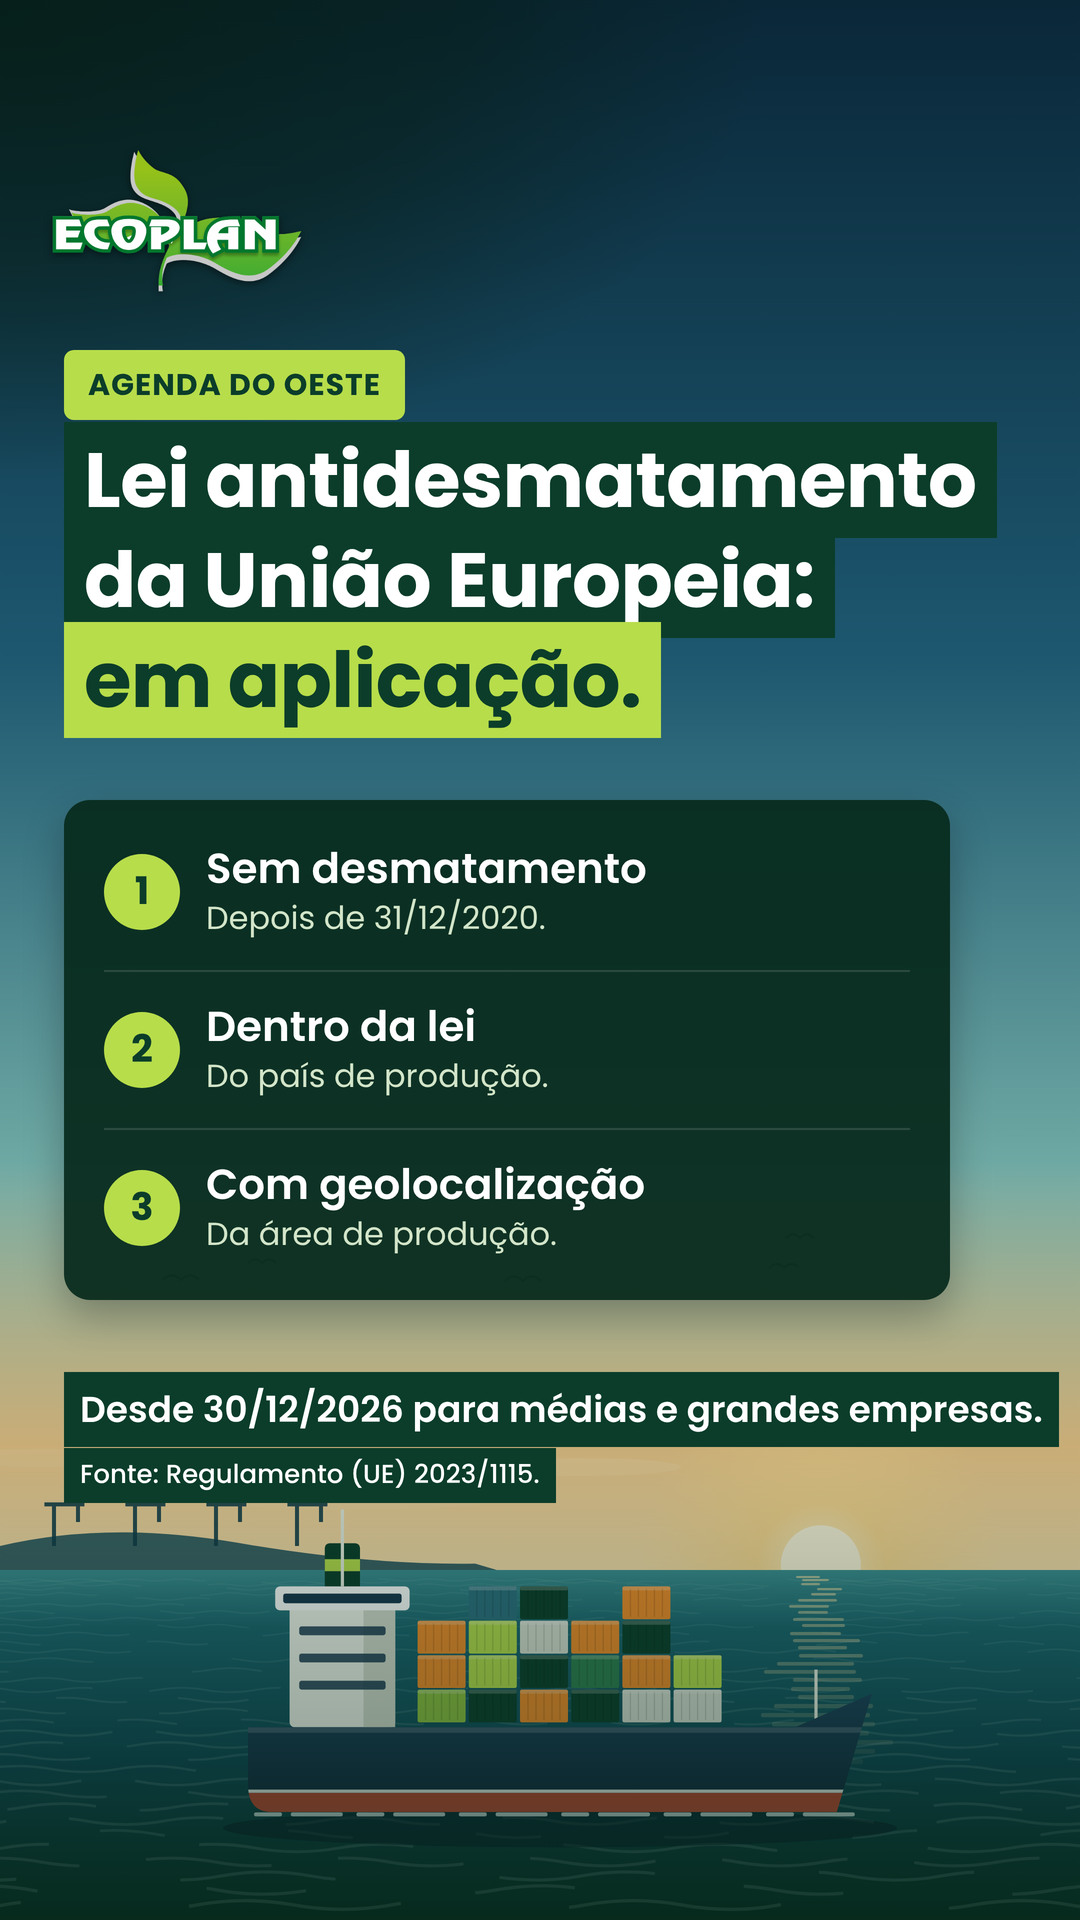 ECOPLAN
AGENDA DO OESTE
Lei antidesmatamento
da União Europeia:
em aplicação.
1
Sem desmatamento
Depois de 31/12/2020.
2
Dentro da lei
Do país de produção.
3
Com geolocalização
Da área de produção.
Desde 30/12/2026 para médias e grandes empresas.
Fonte: Regulamento (UE) 2023/1115.